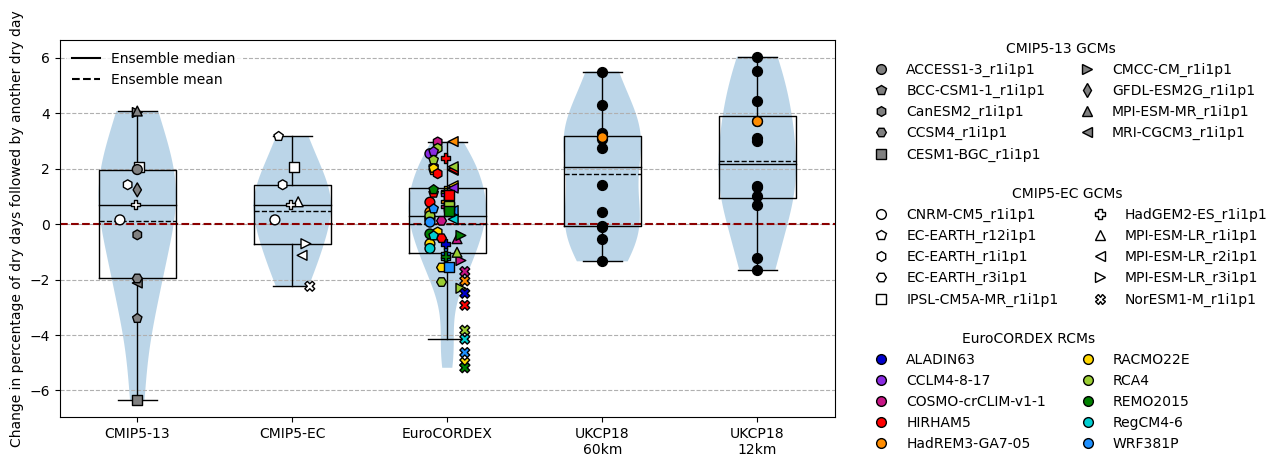 Change in percentage of dry days followed by another dry day
6
4
2
0
−2
−4
−6
Ensemble median
Ensemble mean
CMIP5-13
CMIP5-EC
EuroCORDEX
UKCP18
60km
UKCP18
12km
CMIP5-13 GCMs
ACCESS1-3_r1i1p1
BCC-CSM1-1_r1i1p1
CanESM2_r1i1p1
CCSM4_r1i1p1
CESM1-BGC_r1i1p1
CMCC-CM_r1i1p1
GFDL-ESM2G_r1i1p1
MPI-ESM-MR_r1i1p1
MRI-CGCM3_r1i1p1
CMIP5-EC GCMs
CNRM-CM5_r1i1p1
EC-EARTH_r12i1p1
EC-EARTH_r1i1p1
EC-EARTH_r3i1p1
IPSL-CM5A-MR_r1i1p1
HadGEM2-ES_r1i1p1
MPI-ESM-LR_r1i1p1
MPI-ESM-LR_r2i1p1
MPI-ESM-LR_r3i1p1
NorESM1-M_r1i1p1
EuroCORDEX RCMs
ALADIN63
CCLM4-8-17
COSMO-crCLIM-v1-1
HIRHAM5
HadREM3-GA7-05
RACMO22E
RCA4
REMO2015
RegCM4-6
WRF381P